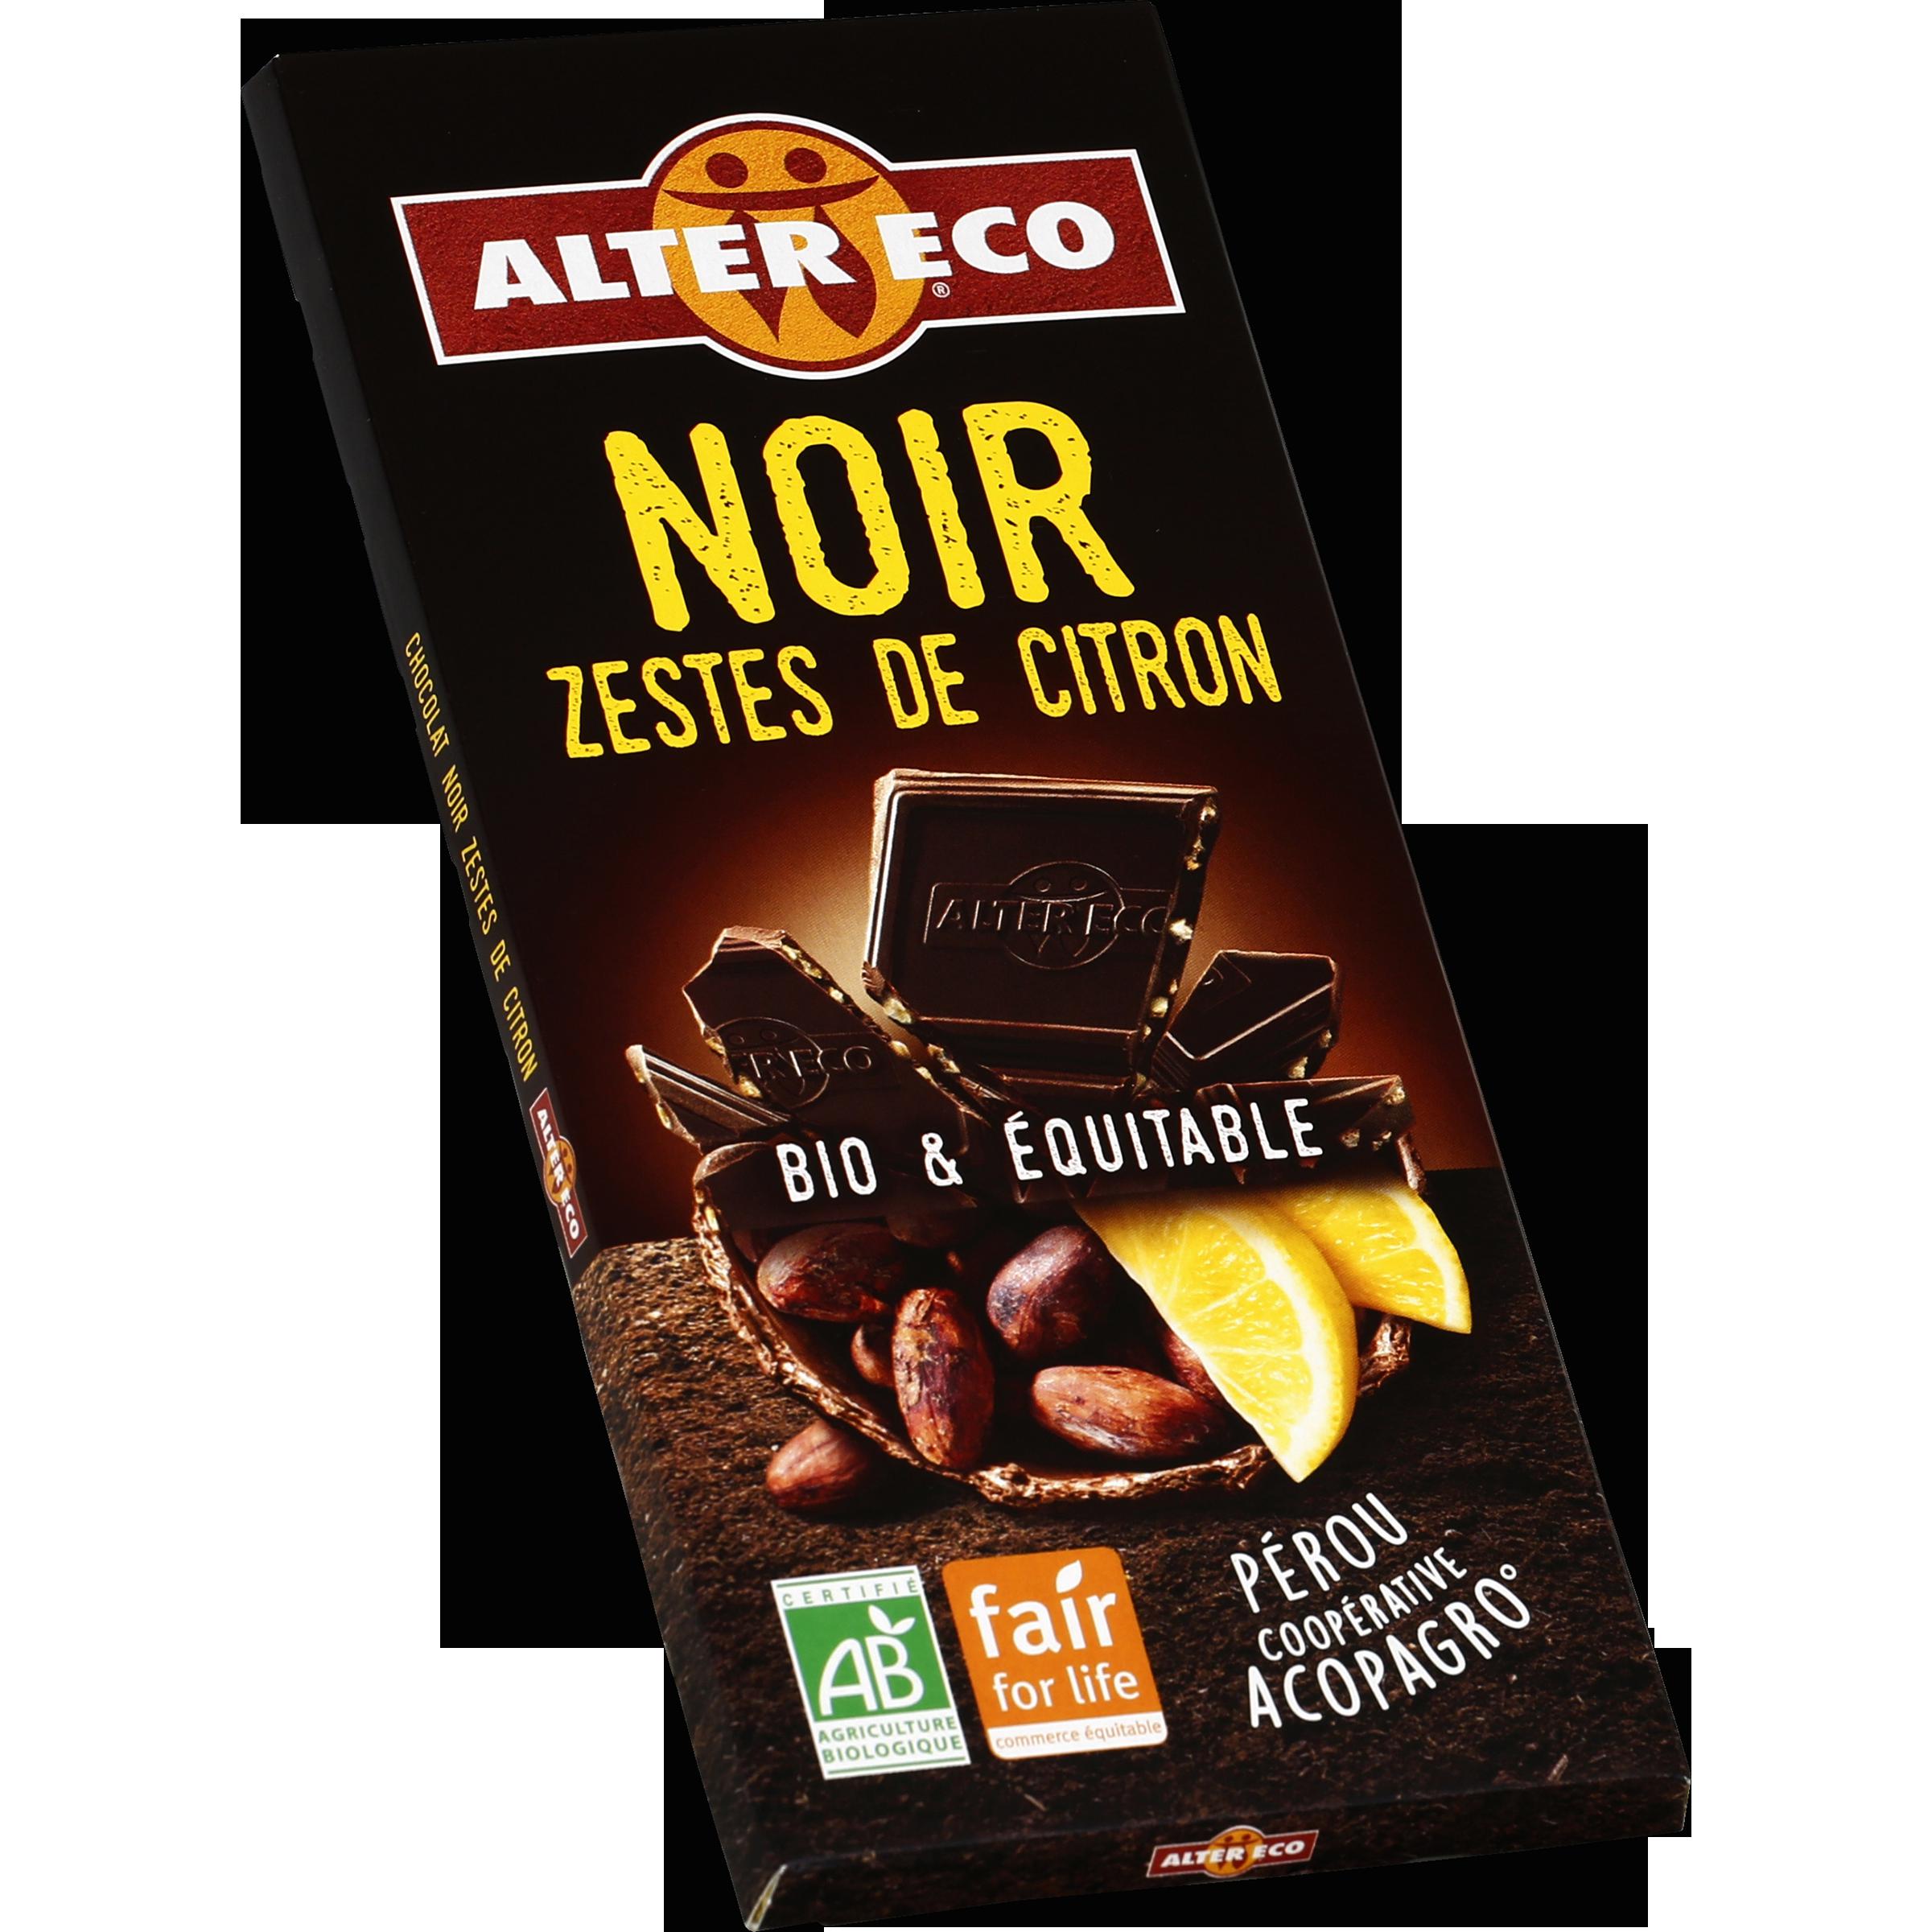 ALTER ECO
®
NOIR
ZESTES DE CITRON
CHOCOLAT NOIR ZESTES DE CITRON
ALTER ECO
ALTER ECO
ER ECO
BIO & ÉQUITABLE
CERTIFIÉ
AB
AGRICULTURE
BIOLOGIQUE
fair
for life
commerce équitable
PÉROU
COOPÉRATIVE
ACOPAGRO°
ALTER ECO